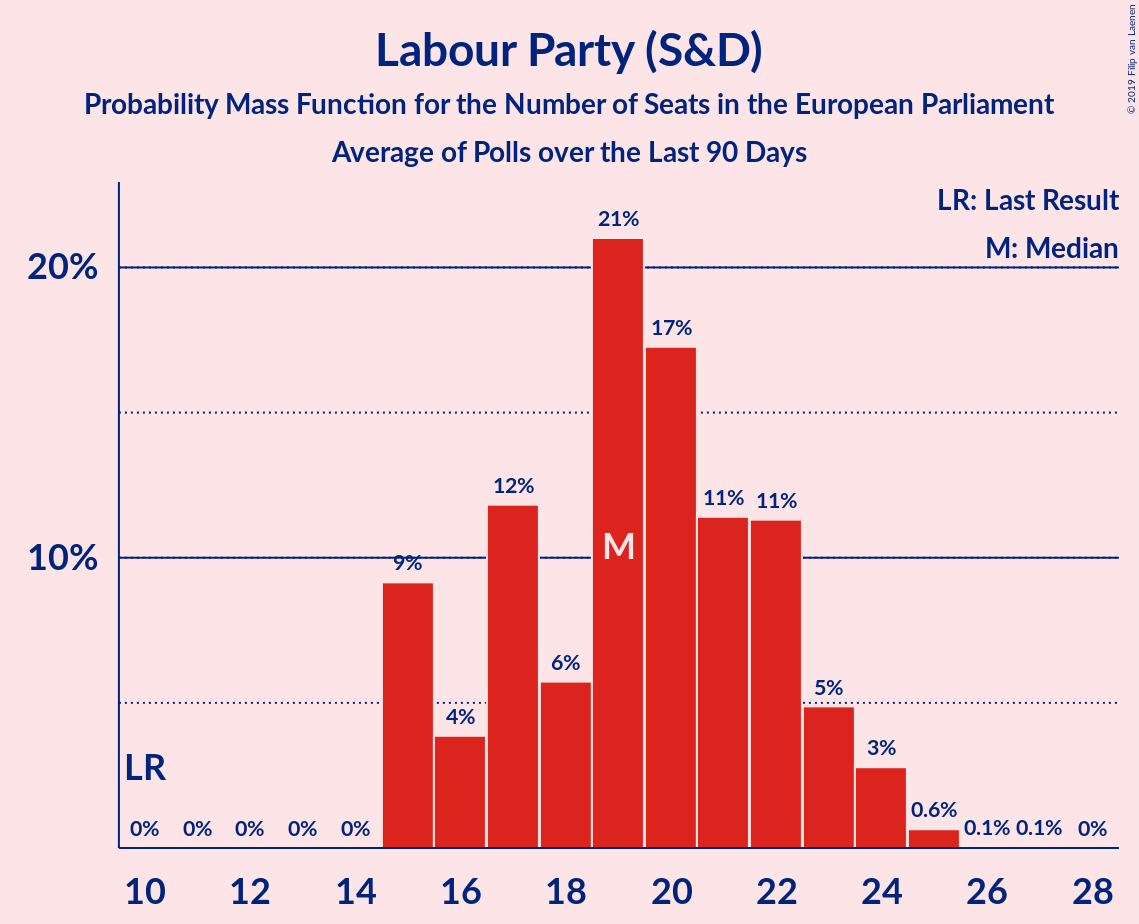 Labour Party (S&D)
Probability Mass Function for the Number of Seats in the European Parliament
Average of Polls over the Last 90 Days
© 2019 Filip van Laenen
LR: Last Result
M: Median
20%
10%
LR
0%
0%
0%
0%
0%
9%
4%
12%
6%
21%
M
17%
11%
11%
5%
3%
0.6%
0.1%
0.1%
0%
10 12 14 16 18 20 22 24 26 28